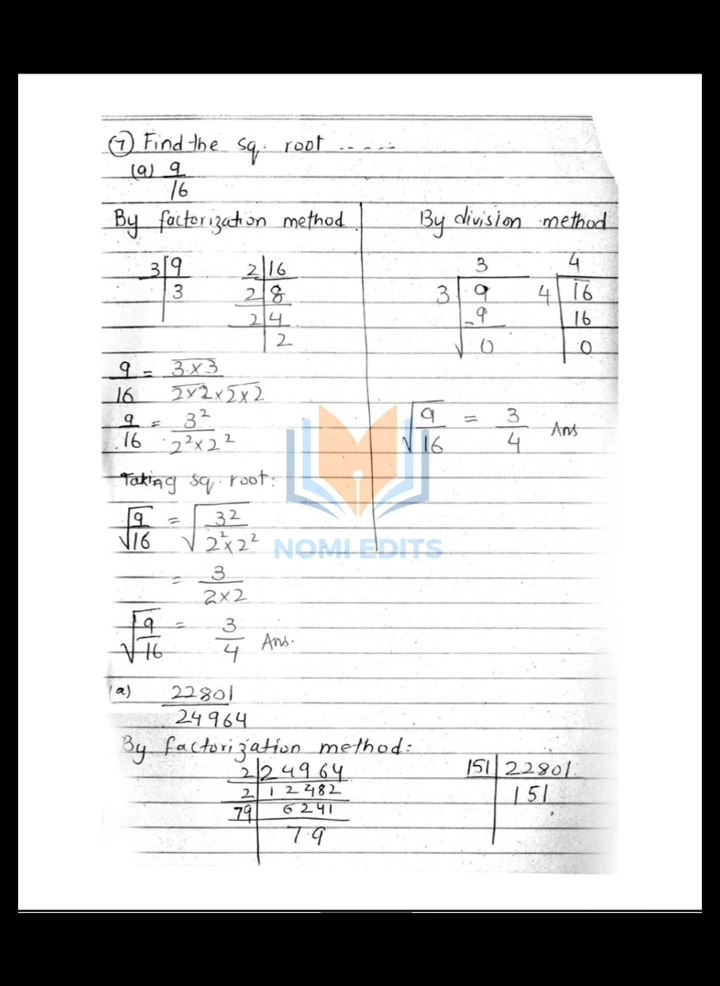 ⑦ Find the sq. root -----
(a) 9/16
By factorization method
3|9
|3
2|16
2|8
2|4
|2
9/16 = 3×3/2×2×2×2
9/16 = 3²/2²×2²
Taking sq. root:
√9/16 = √3²/2²×2²
= 3/2×2
√9/16 = 3/4 Ans.
By division method
3
3|9
-9
0
4
4|16
16
0
√9/16 = 3/4 Ans
NOMI EDITS
(a) 22801/24964
By factorization method:
2|24964
2|12482
79|6241
|79
151|22801
|151